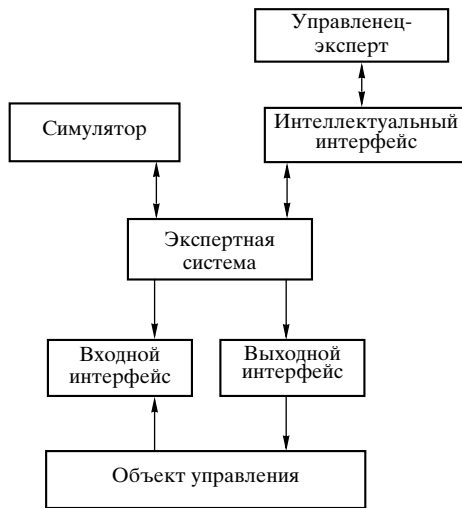 Управленец-
эксперт
Симулятор
Интеллектуальный
интерфейс
Экспертная
система
Входной
интерфейс
Выходной
интерфейс
Объект управления